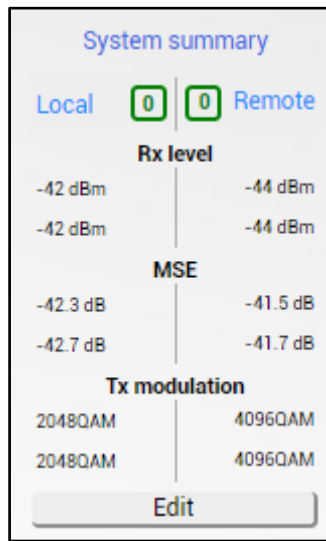 System summary
Local 0 0 Remote
Rx level
-42 dBm -44 dBm
-42 dBm -44 dBm
MSE
-42.3 dB -41.5 dB
-42.7 dB -41.7 dB
Tx modulation
2048QAM 4096QAM
2048QAM 4096QAM
Edit